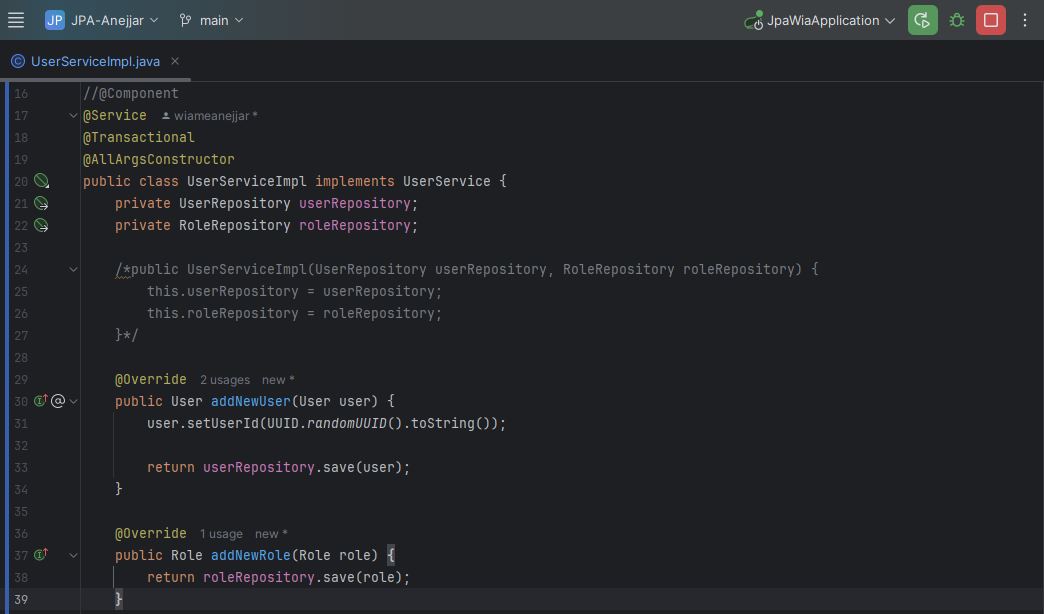 JP JPA-Anejjar main JpaWiaApplication
UserServiceImpl.java
16 //@Component
17 @Service wiameanejjar *
18 @Transactional
19 @AllArgsConstructor
20 public class UserServiceImpl implements UserService {
21 private UserRepository userRepository;
22 private RoleRepository roleRepository;
23
24 /*public UserServiceImpl(UserRepository userRepository, RoleRepository roleRepository) {
25 this.userRepository = userRepository;
26 this.roleRepository = roleRepository;
27 }*/
28
29 @Override 2 usages new *
30 public User addNewUser(User user) {
31 user.setUserId(UUID.randomUUID().toString());
32
33 return userRepository.save(user);
34 }
35
36 @Override 1 usage new *
37 public Role addNewRole(Role role) {
38 return roleRepository.save(role);
39 }